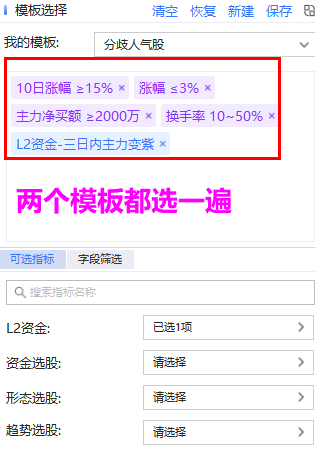 模板选择 清空 恢复 新建 保存
我的模板: 分歧人气股
10日涨幅 ≥15% × 涨幅 ≤3% ×
主力净买额 ≥2000万 × 换手率 10~50% ×
L2资金-三日内主力变紫 ×
两个模板都选一遍
可选指标 字段筛选
搜索指标名称
L2资金: 已选1项
资金选股: 请选择
形态选股: 请选择
趋势选股: 请选择